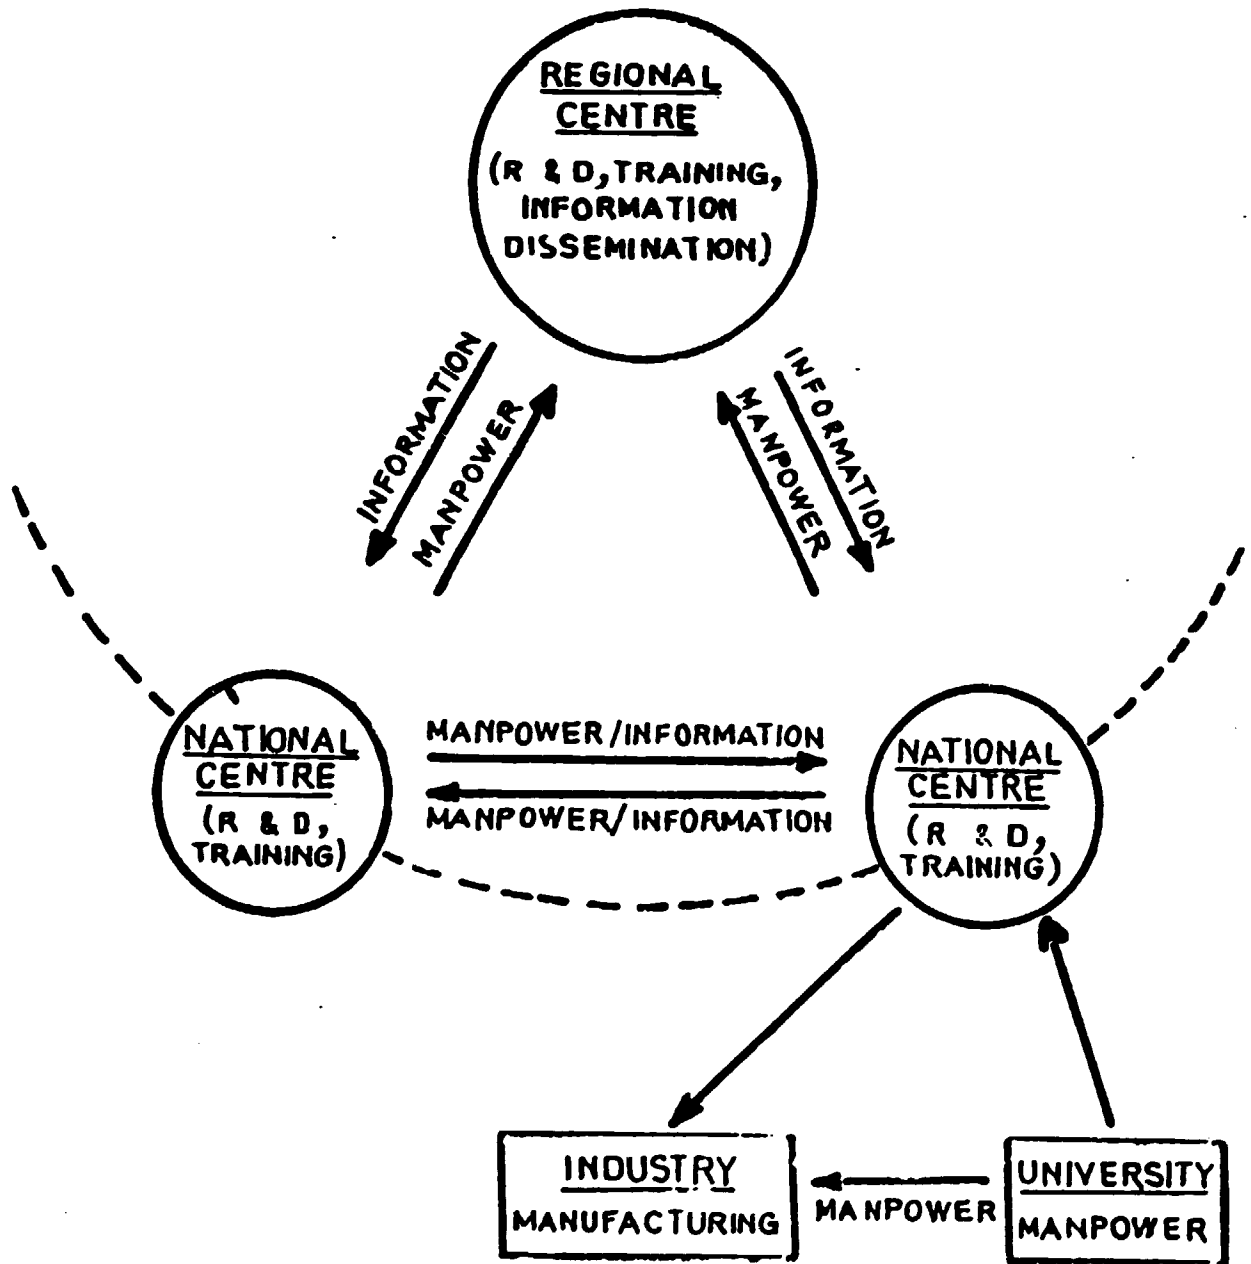 REGIONAL
CENTRE
(R & D, TRAINING,
INFORMATION
DISSEMINATION)
INFORMATION
MANPOWER
MANPOWER
INFORMATION
NATIONAL
CENTRE
(R & D,
TRAINING)
MANPOWER/INFORMATION
MANPOWER/INFORMATION
NATIONAL
CENTRE
(R & D,
TRAINING)
INDUSTRY
MANUFACTURING
MANPOWER
UNIVERSITY
MANPOWER